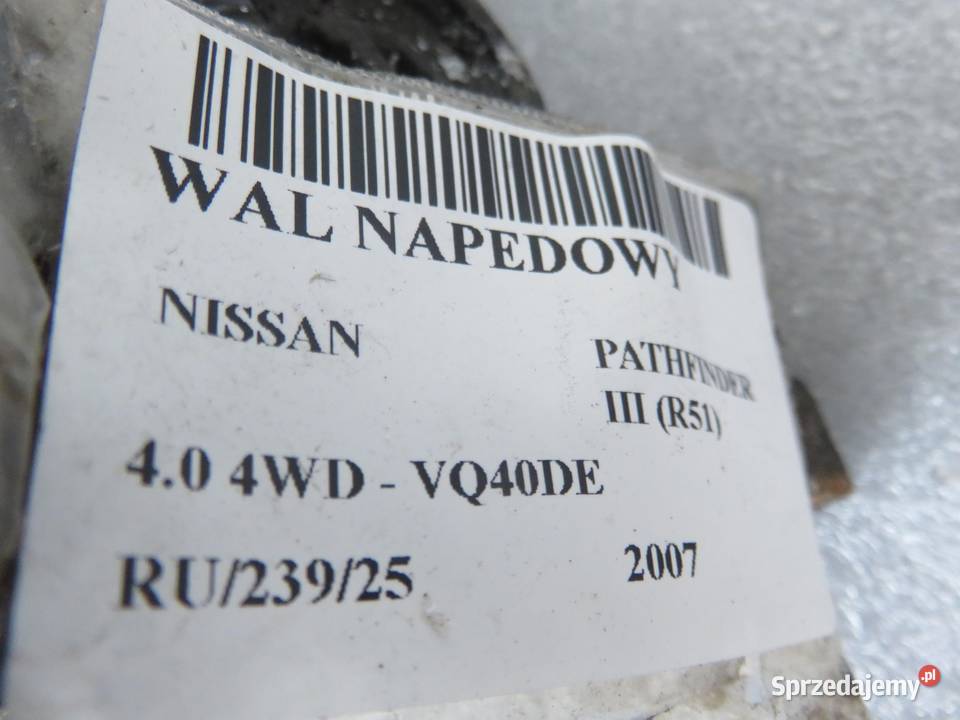 WAL NAPEDOWY
NISSAN
PATHFINDER
III (R51)
4.0 4WD - VQ40DE
RU/239/25
2007
Sprzedajemy.pl